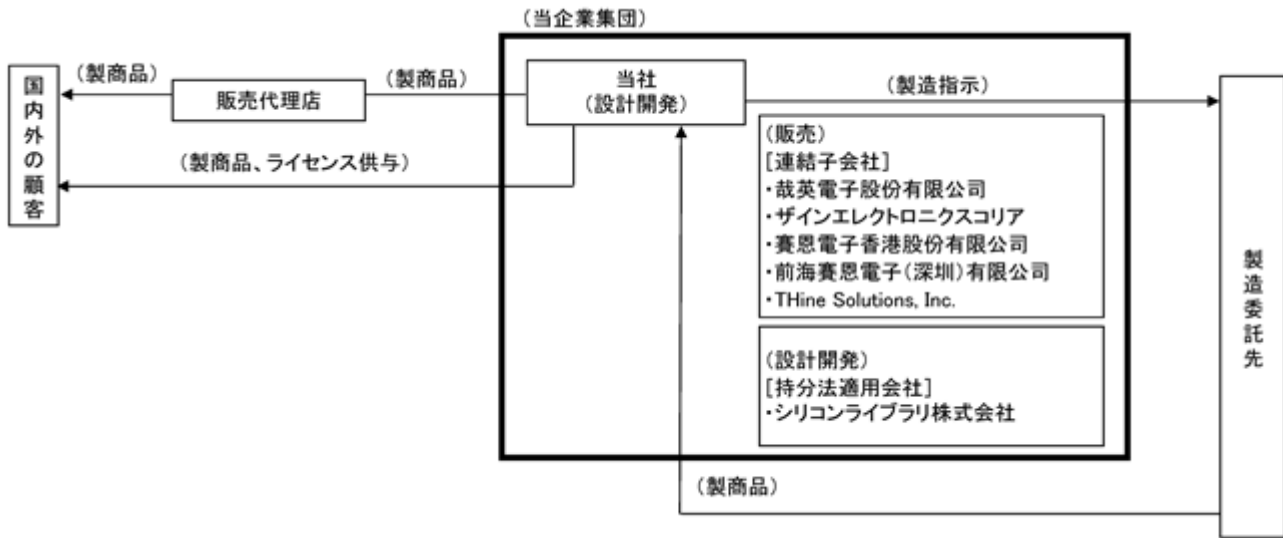 (当企業集団)
国内外の顧客
(製商品)
販売代理店
(製商品)
当社
(設計開発)
(製造指示)
(製商品、ライセンス供与)
(販売)
[連結子会社]
・哉英電子股份有限公司
・ザインエレクトロニクスコリア
・賽恩電子香港股份有限公司
・前海賽恩電子(深圳)有限公司
・THine Solutions, Inc.
(設計開発)
[持分法適用会社]
・シリコンライブラリ株式会社
製造委託先
(製商品)